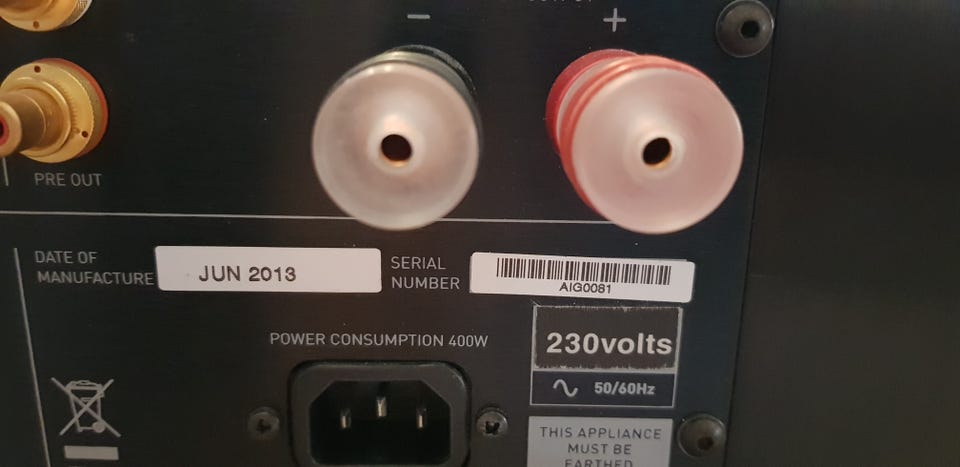 −
+
PRE OUT
DATE OF
MANUFACTURE
JUN 2013
SERIAL
NUMBER
AIG0081
POWER CONSUMPTION 400W
230volts
50/60Hz
THIS APPLIANCE
MUST BE
EARTHED